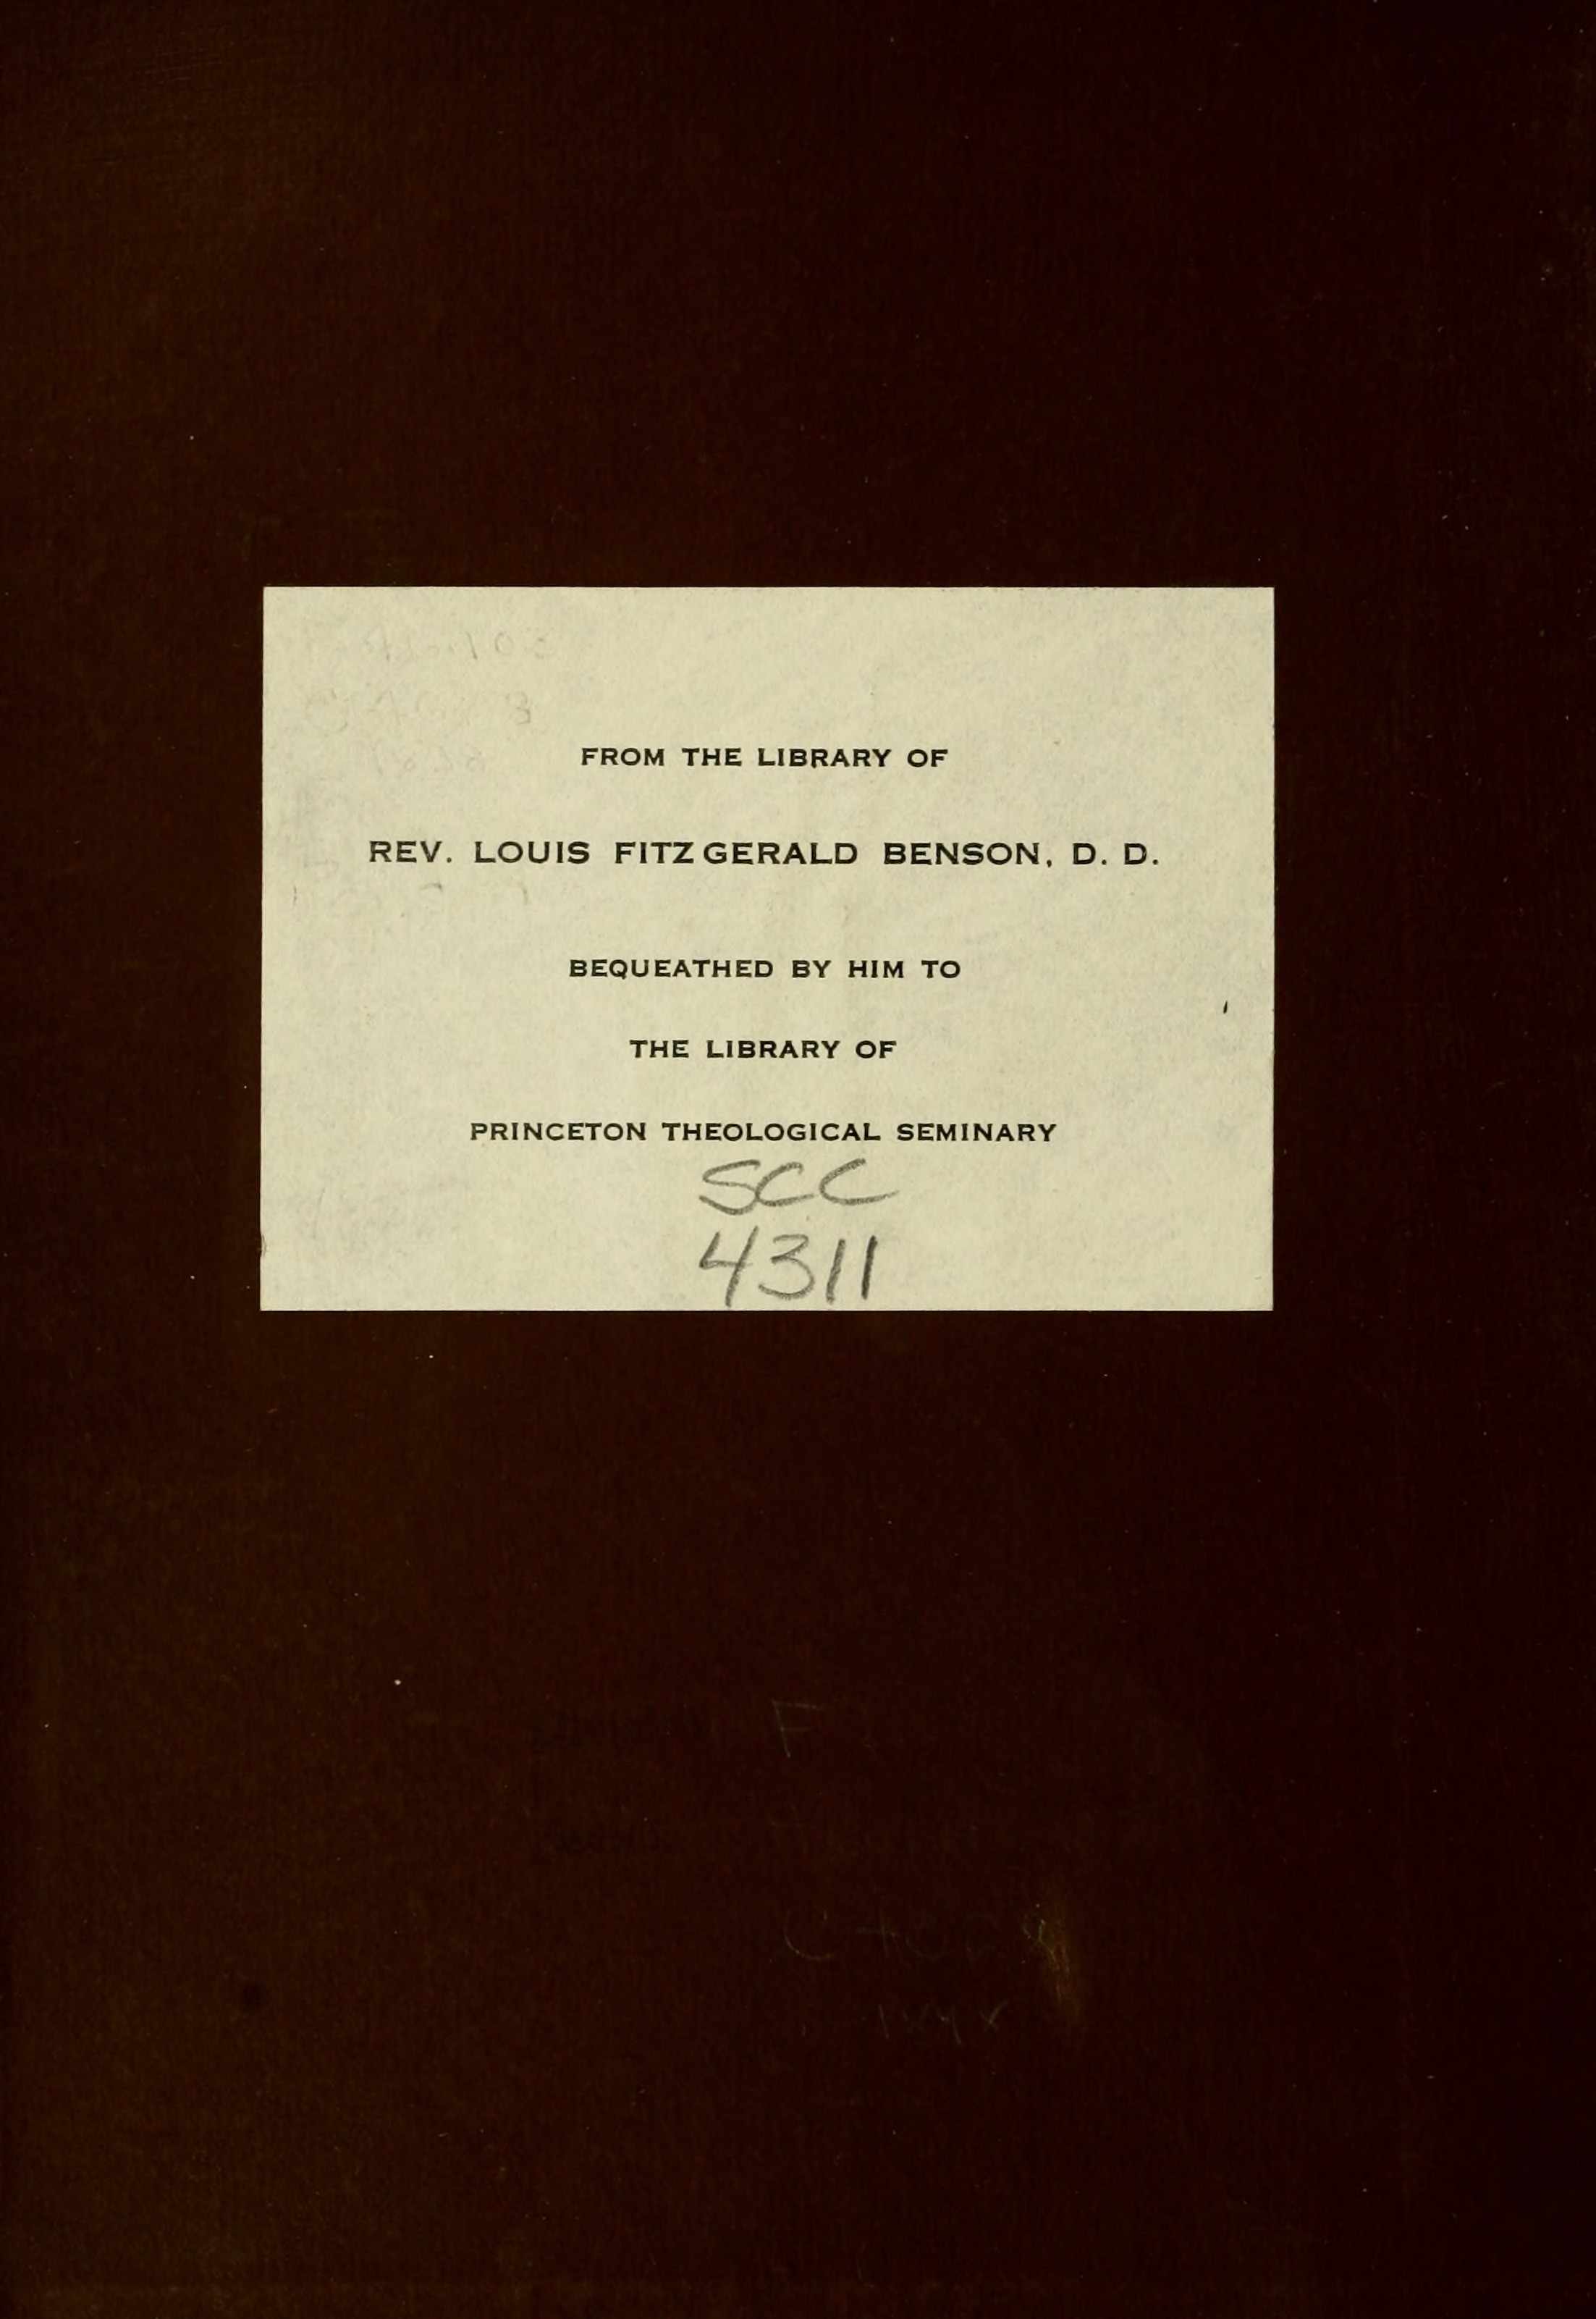 FROM THE LIBRARY OF
REV. LOUIS FITZGERALD BENSON, D. D.
BEQUEATHED BY HIM TO
THE LIBRARY OF
PRINCETON THEOLOGICAL SEMINARY
SCC
4311
F